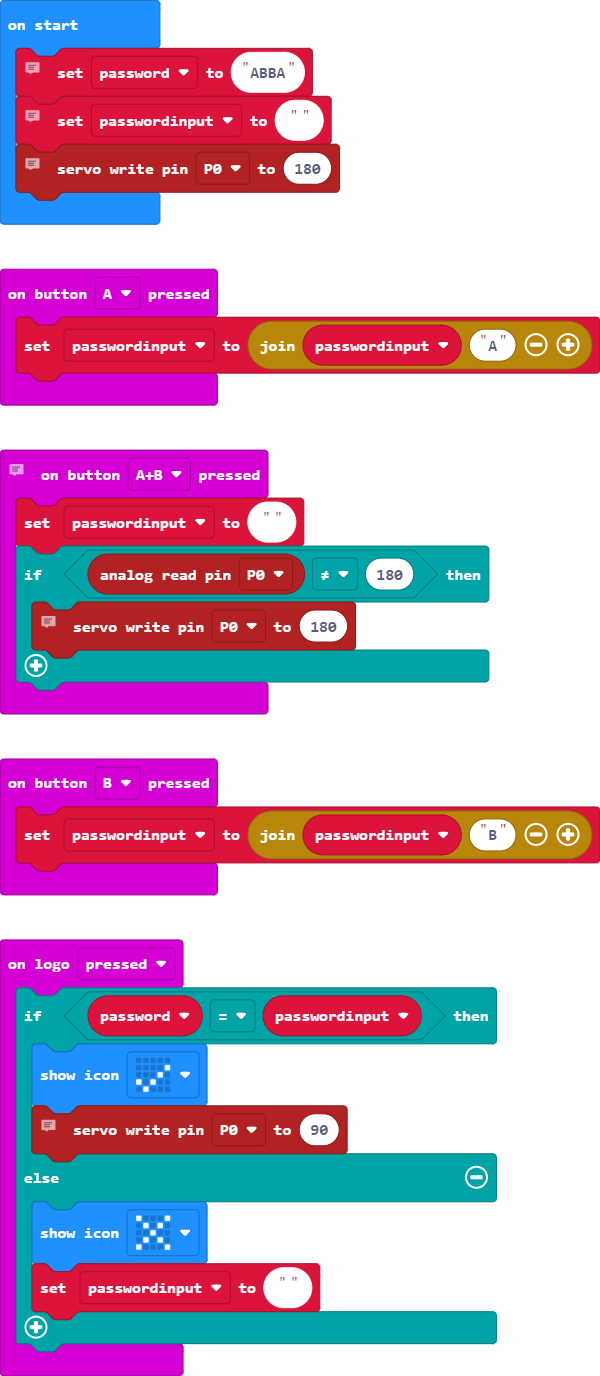 on start
set password to "ABBA"
set passwordinput to " "
servo write pin P0 to 180
on button A pressed
set passwordinput to join passwordinput "A"
on button A+B pressed
set passwordinput to " "
if analog read pin P0 ≠ 180 then
servo write pin P0 to 180
on button B pressed
set passwordinput to join passwordinput "B"
on logo pressed
if password = passwordinput then
show icon
servo write pin P0 to 90
else
show icon
set passwordinput to " "